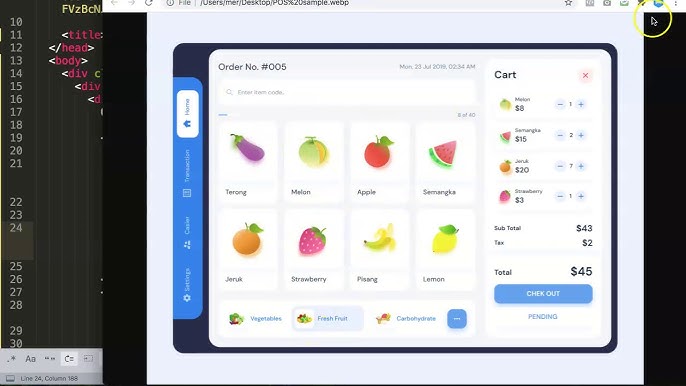 File | /Users/mer/Desktop/POS%20sample.webp
FVzBcN
10
11 <title>
12 </head>
13 <body>
14 <div cl
15 <div
16 <d
17
18
19
20
21
22
23
24
25
26
27
28
29
30
Line 24, Column 188
Aa
Home
Transaction
Casier
Settings
Order No. #005
Mon, 23 Jul 2019, 02:34 AM
Enter item code..
8 of 40
Terong
Melon
Apple
Semangka
Jeruk
Strawberry
Pisang
Lemon
Vegetables
Fresh Fruit
Carbohydrate
Cart
Melon
$8
1
Semangka
$15
2
Jeruk
$20
7
Strawberry
$3
1
Sub Total $43
Tax $2
Total $45
CHEK OUT
PENDING